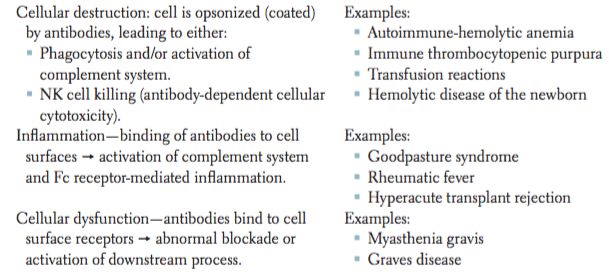 Cellular destruction: cell is opsonized (coated)
by antibodies, leading to either:
▪ Phagocytosis and/or activation of
complement system.
▪ NK cell killing (antibody-dependent cellular
cytotoxicity).
Examples:
▪ Autoimmune-hemolytic anemia
▪ Immune thrombocytopenic purpura
▪ Transfusion reactions
▪ Hemolytic disease of the newborn
Inflammation—binding of antibodies to cell
surfaces → activation of complement system
and Fc receptor-mediated inflammation.
Examples:
▪ Goodpasture syndrome
▪ Rheumatic fever
▪ Hyperacute transplant rejection
Cellular dysfunction—antibodies bind to cell
surface receptors → abnormal blockade or
activation of downstream process.
Examples:
▪ Myasthenia gravis
▪ Graves disease